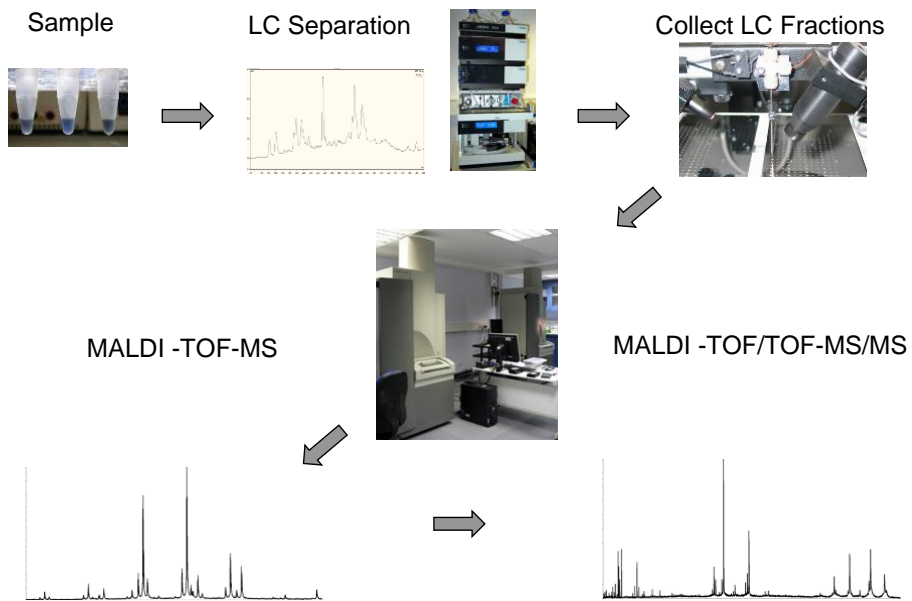 Sample
LC Separation
Collect LC Fractions
MALDI -TOF-MS
MALDI -TOF/TOF-MS/MS